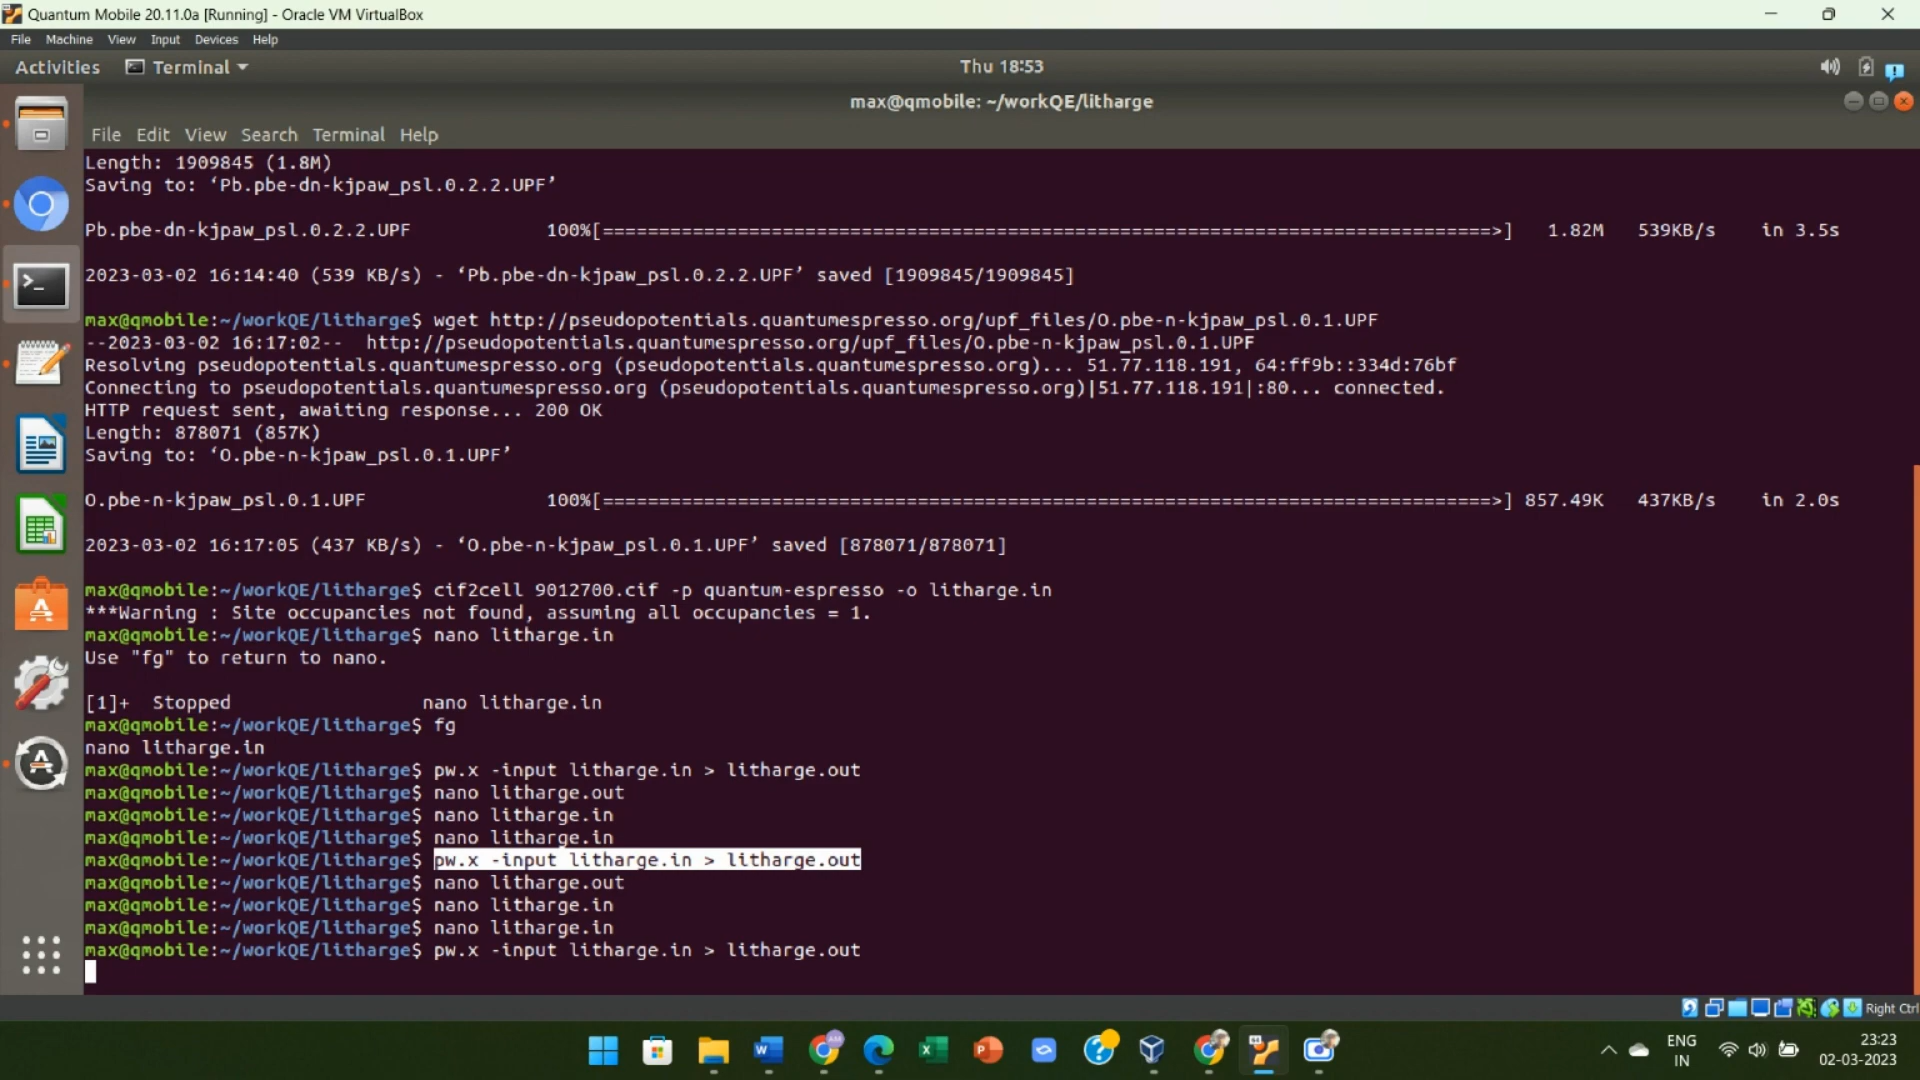 Quantum Mobile 20.11.0a [Running] - Oracle VM VirtualBox
File Machine View Input Devices Help
Activities Terminal Thu 18:53
max@qmobile: ~/workQE/litharge
File Edit View Search Terminal Help
Length: 1909845 (1.8M)
Saving to: ‘Pb.pbe-dn-kjpaw_psl.0.2.2.UPF’
Pb.pbe-dn-kjpaw_psl.0.2.2.UPF 100%[===============================================================================>] 1.82M 539KB/s in 3.5s
2023-03-02 16:14:40 (539 KB/s) - ‘Pb.pbe-dn-kjpaw_psl.0.2.2.UPF’ saved [1909845/1909845]
max@qmobile:~/workQE/litharge$ wget http://pseudopotentials.quantumespresso.org/upf_files/O.pbe-n-kjpaw_psl.0.1.UPF
--2023-03-02 16:17:02-- http://pseudopotentials.quantumespresso.org/upf_files/O.pbe-n-kjpaw_psl.0.1.UPF
Resolving pseudopotentials.quantumespresso.org (pseudopotentials.quantumespresso.org)... 51.77.118.191, 64:ff9b::334d:76bf
Connecting to pseudopotentials.quantumespresso.org (pseudopotentials.quantumespresso.org)|51.77.118.191|:80... connected.
HTTP request sent, awaiting response... 200 OK
Length: 878071 (857K)
Saving to: ‘O.pbe-n-kjpaw_psl.0.1.UPF’
O.pbe-n-kjpaw_psl.0.1.UPF 100%[===============================================================================>] 857.49K 437KB/s in 2.0s
2023-03-02 16:17:05 (437 KB/s) - ‘O.pbe-n-kjpaw_psl.0.1.UPF’ saved [878071/878071]
max@qmobile:~/workQE/litharge$ cif2cell 9012700.cif -p quantum-espresso -o litharge.in
***Warning : Site occupancies not found, assuming all occupancies = 1.
max@qmobile:~/workQE/litharge$ nano litharge.in
Use "fg" to return to nano.
[1]+ Stopped nano litharge.in
max@qmobile:~/workQE/litharge$ fg
nano litharge.in
max@qmobile:~/workQE/litharge$ pw.x -input litharge.in > litharge.out
max@qmobile:~/workQE/litharge$ nano litharge.out
max@qmobile:~/workQE/litharge$ nano litharge.in
max@qmobile:~/workQE/litharge$ nano litharge.in
max@qmobile:~/workQE/litharge$ pw.x -input litharge.in > litharge.out
max@qmobile:~/workQE/litharge$ nano litharge.out
max@qmobile:~/workQE/litharge$ nano litharge.in
max@qmobile:~/workQE/litharge$ nano litharge.in
max@qmobile:~/workQE/litharge$ pw.x -input litharge.in > litharge.out
Right Ctrl
ENG
IN
23:23
02-03-2023